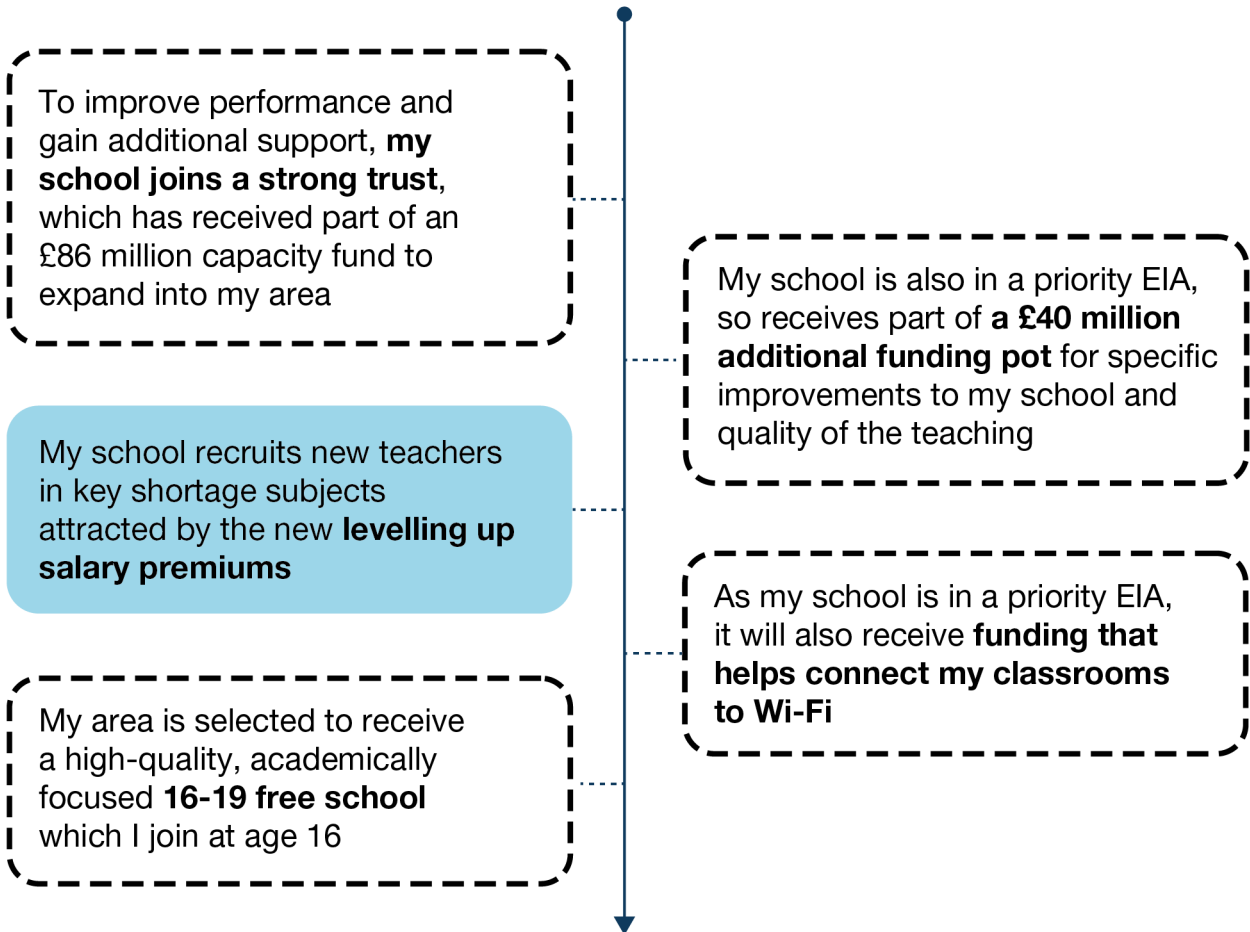 To improve performance and
gain additional support, my
school joins a strong trust,
which has received part of an
£86 million capacity fund to
expand into my area
My school is also in a priority EIA,
so receives part of a £40 million
additional funding pot for specific
improvements to my school and
quality of the teaching
My school recruits new teachers
in key shortage subjects
attracted by the new levelling up
salary premiums
As my school is in a priority EIA,
it will also receive funding that
helps connect my classrooms
to Wi-Fi
My area is selected to receive
a high-quality, academically
focused 16-19 free school
which I join at age 16